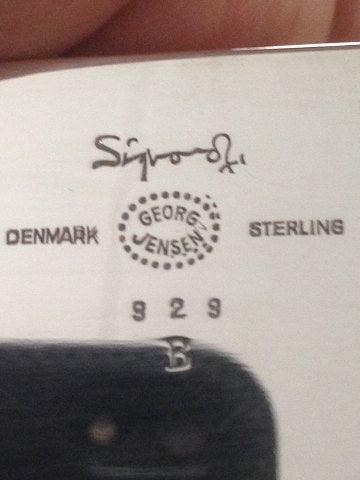 Sigvard
DENMARK GEORG JENSEN STERLING
929
B